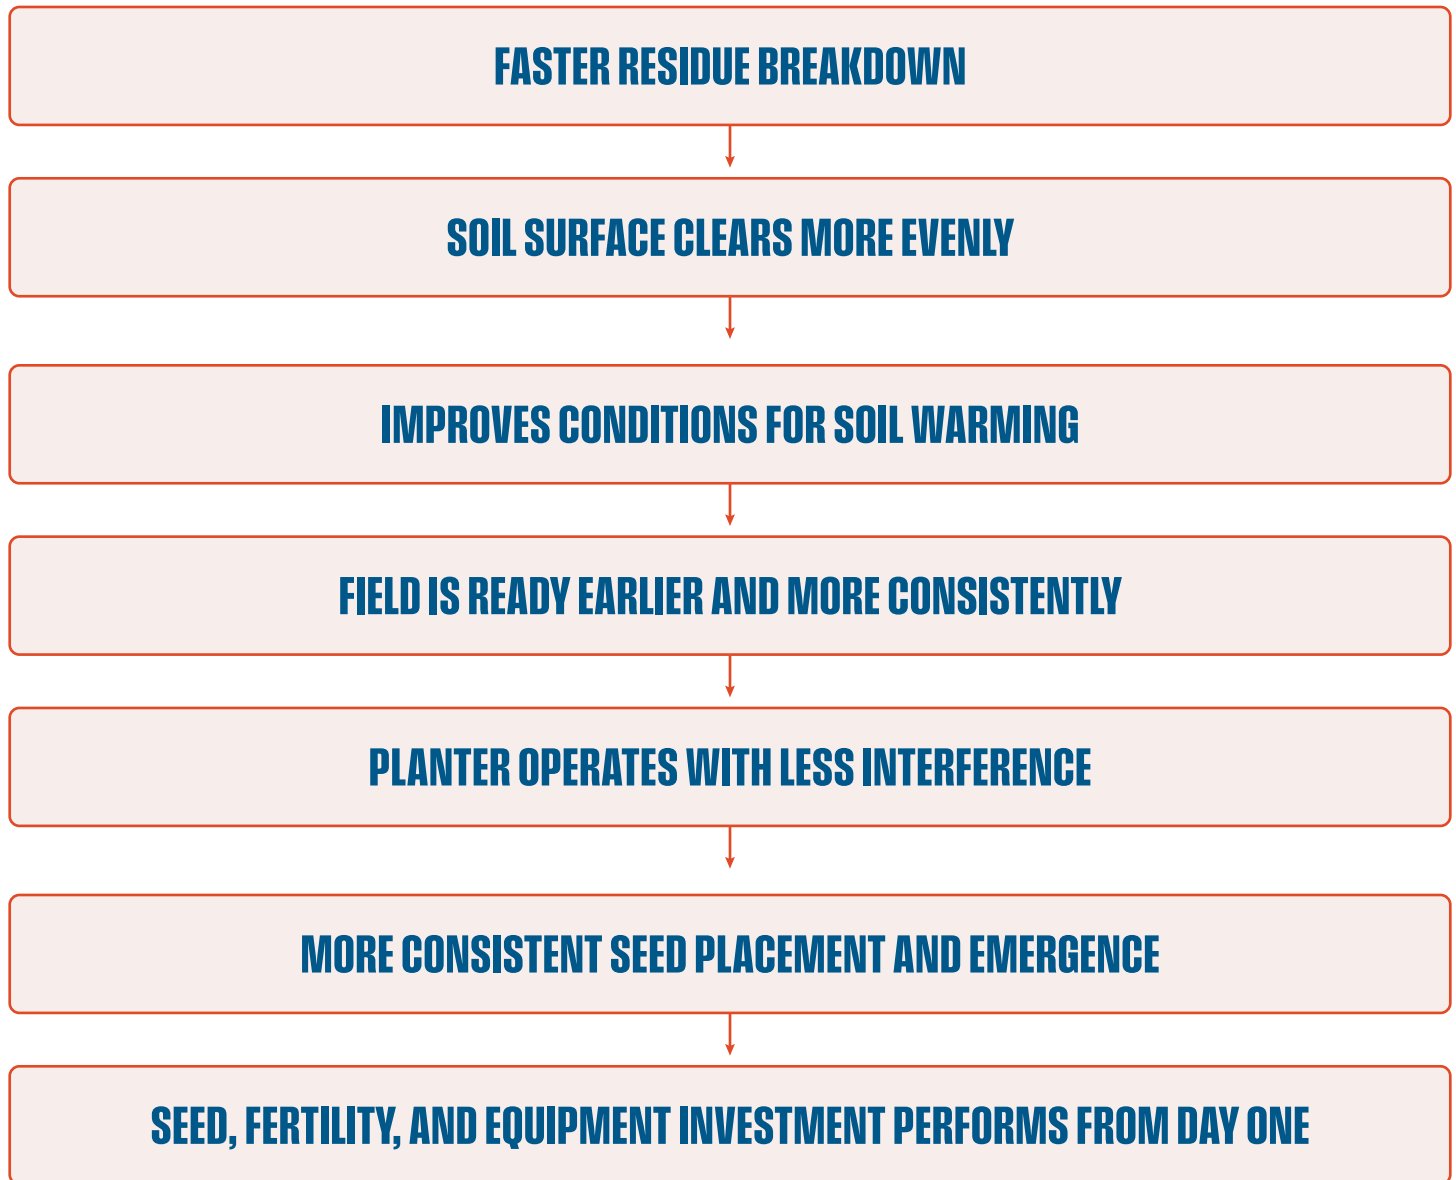 FASTER RESIDUE BREAKDOWN
SOIL SURFACE CLEARS MORE EVENLY
IMPROVES CONDITIONS FOR SOIL WARMING
FIELD IS READY EARLIER AND MORE CONSISTENTLY
PLANTER OPERATES WITH LESS INTERFERENCE
MORE CONSISTENT SEED PLACEMENT AND EMERGENCE
SEED, FERTILITY, AND EQUIPMENT INVESTMENT PERFORMS FROM DAY ONE